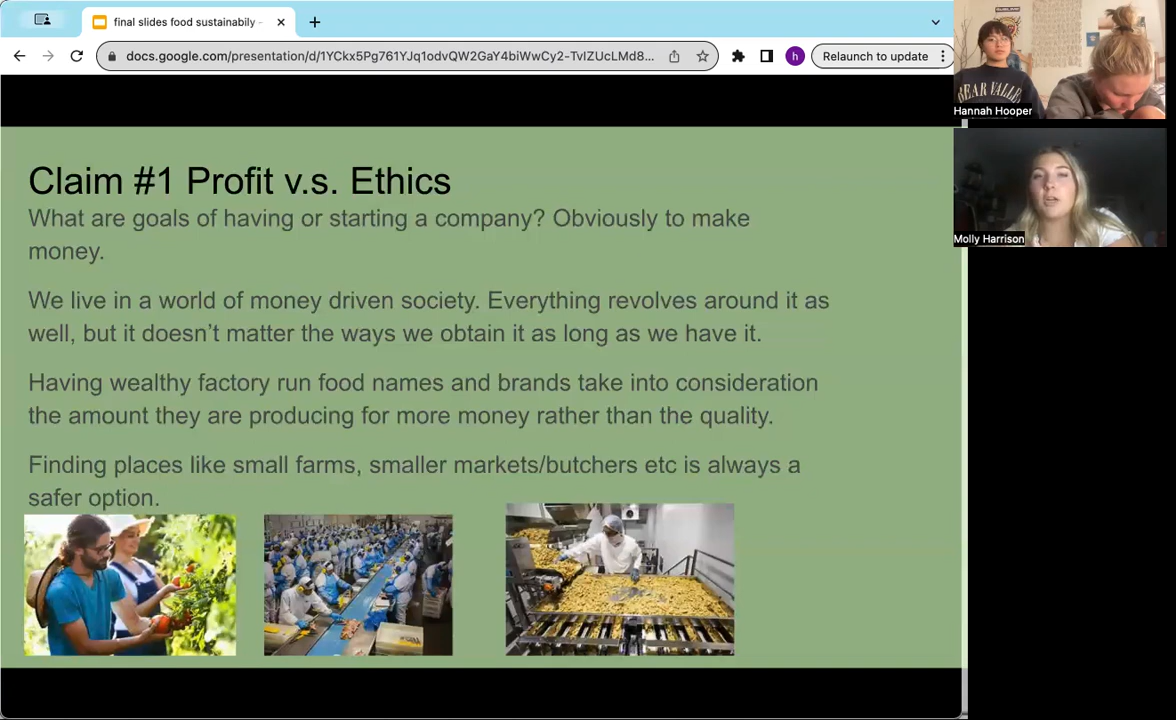 final slides food sustainabily -
docs.google.com/presentation/d/1YCkx5Pg761YJq1odvQW2GaY4biWwCy2-TvIZUcLMd8...
h
Relaunch to update
BEAR VALLE
Hannah Hooper
Molly Harrison
Claim #1 Profit v.s. Ethics
What are goals of having or starting a company? Obviously to make
money.
We live in a world of money driven society. Everything revolves around it as
well, but it doesn't matter the ways we obtain it as long as we have it.
Having wealthy factory run food names and brands take into consideration
the amount they are producing for more money rather than the quality.
Finding places like small farms, smaller markets/butchers etc is always a
safer option.